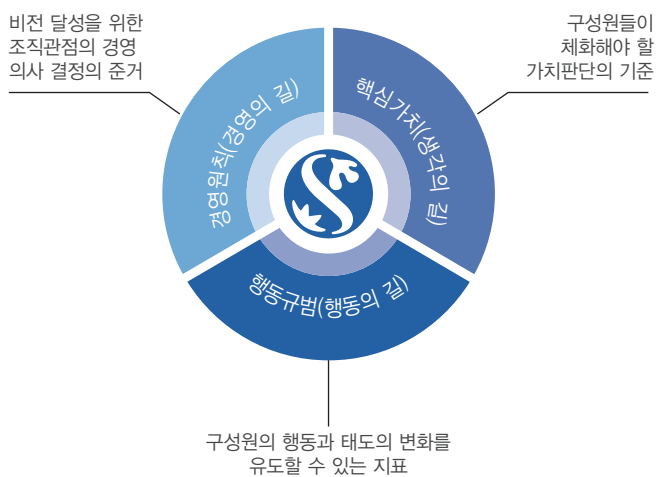 비전 달성을 위한
조직관점의 경영
의사 결정의 준거
구성원들이
체화해야 할
가치판단의 기준
경영원칙(경영의 길)
핵심가치(생각의 길)
행동규범(행동의 길)
구성원의 행동과 태도의 변화를
유도할 수 있는 지표